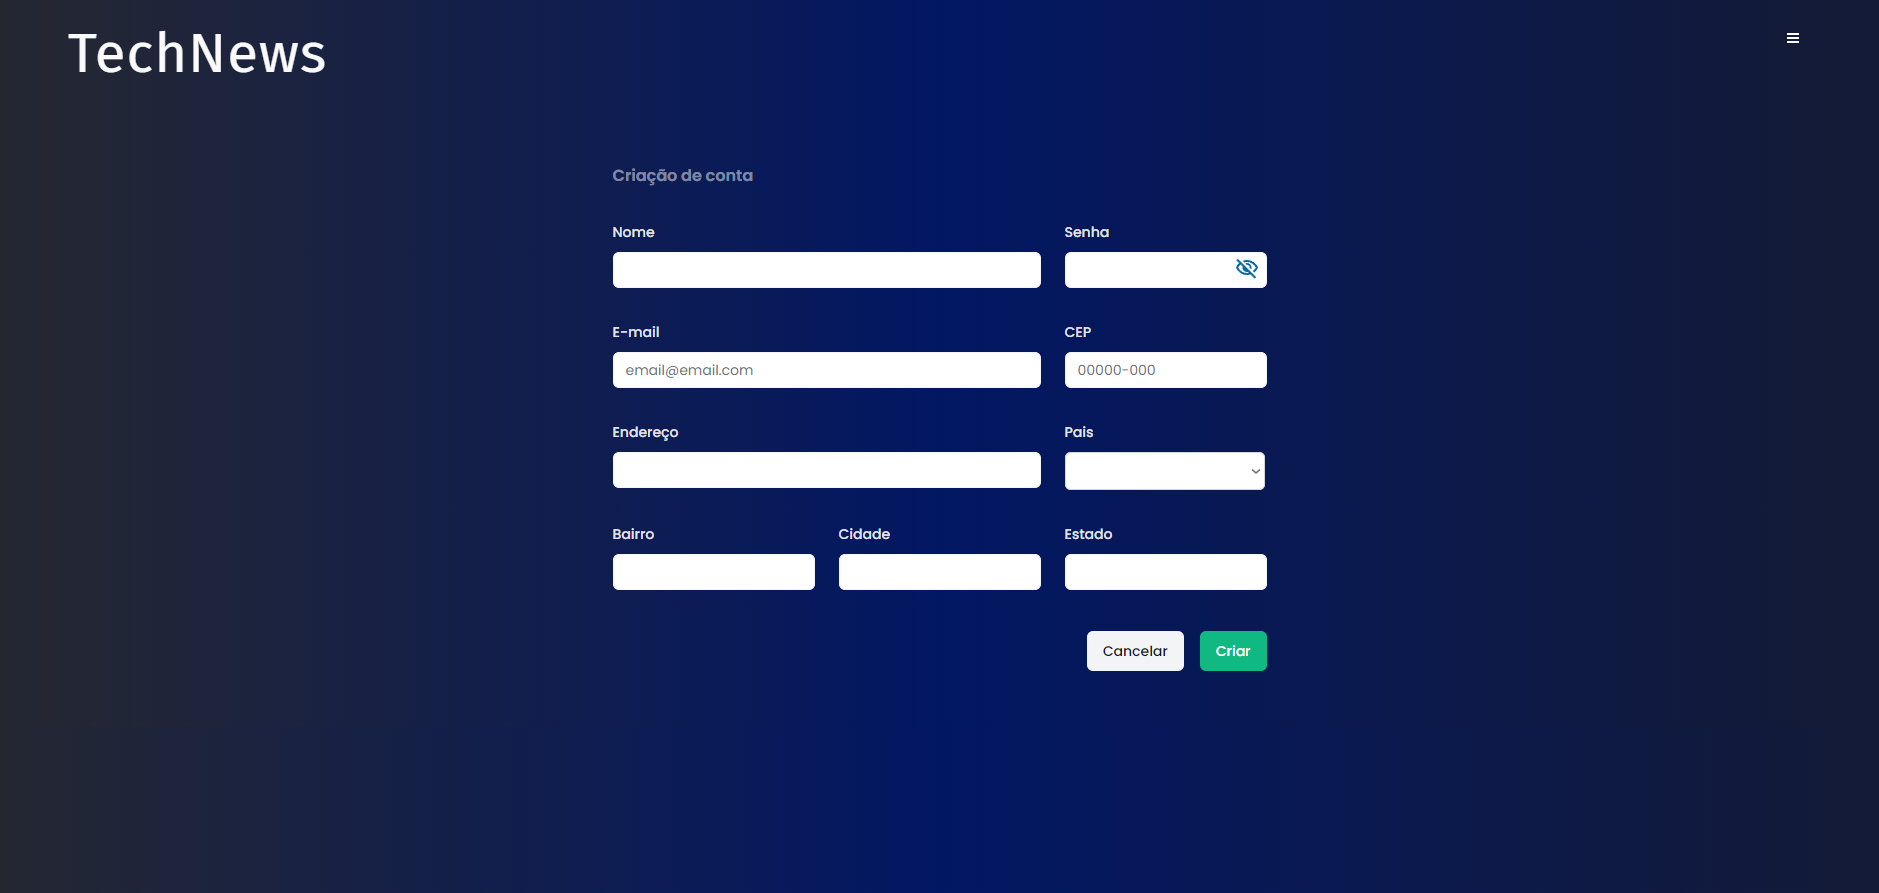 TechNews
Criação de conta
Nome Senha
E-mail CEP
email@email.com 00000-000
Endereço Pais
Bairro Cidade Estado
Cancelar Criar